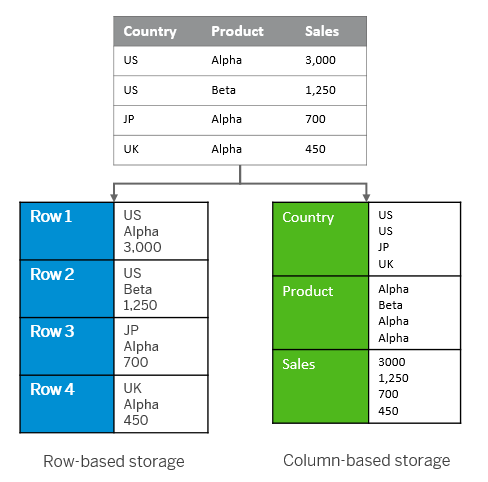 Country Product Sales
US Alpha 3,000
US Beta 1,250
JP Alpha 700
UK Alpha 450
Row 1
US
Alpha
3,000
Row 2
US
Beta
1,250
Row 3
JP
Alpha
700
Row 4
UK
Alpha
450
Row-based storage
Country
US
US
JP
UK
Product
Alpha
Beta
Alpha
Alpha
Sales
3000
1,250
700
450
Column-based storage